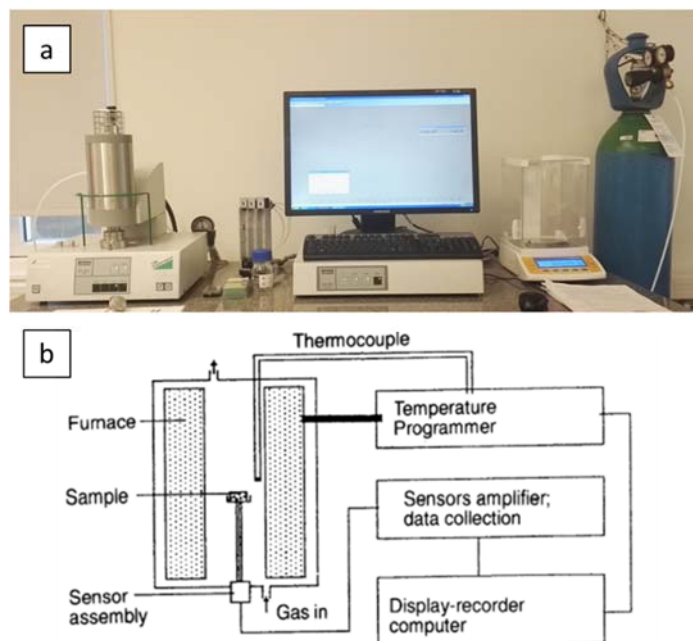 a
b
Thermocouple
Furnace
Temperature
Programmer
Sample
Sensors amplifier;
data collection
Sensor
assembly
Gas in
Display-recorder
computer